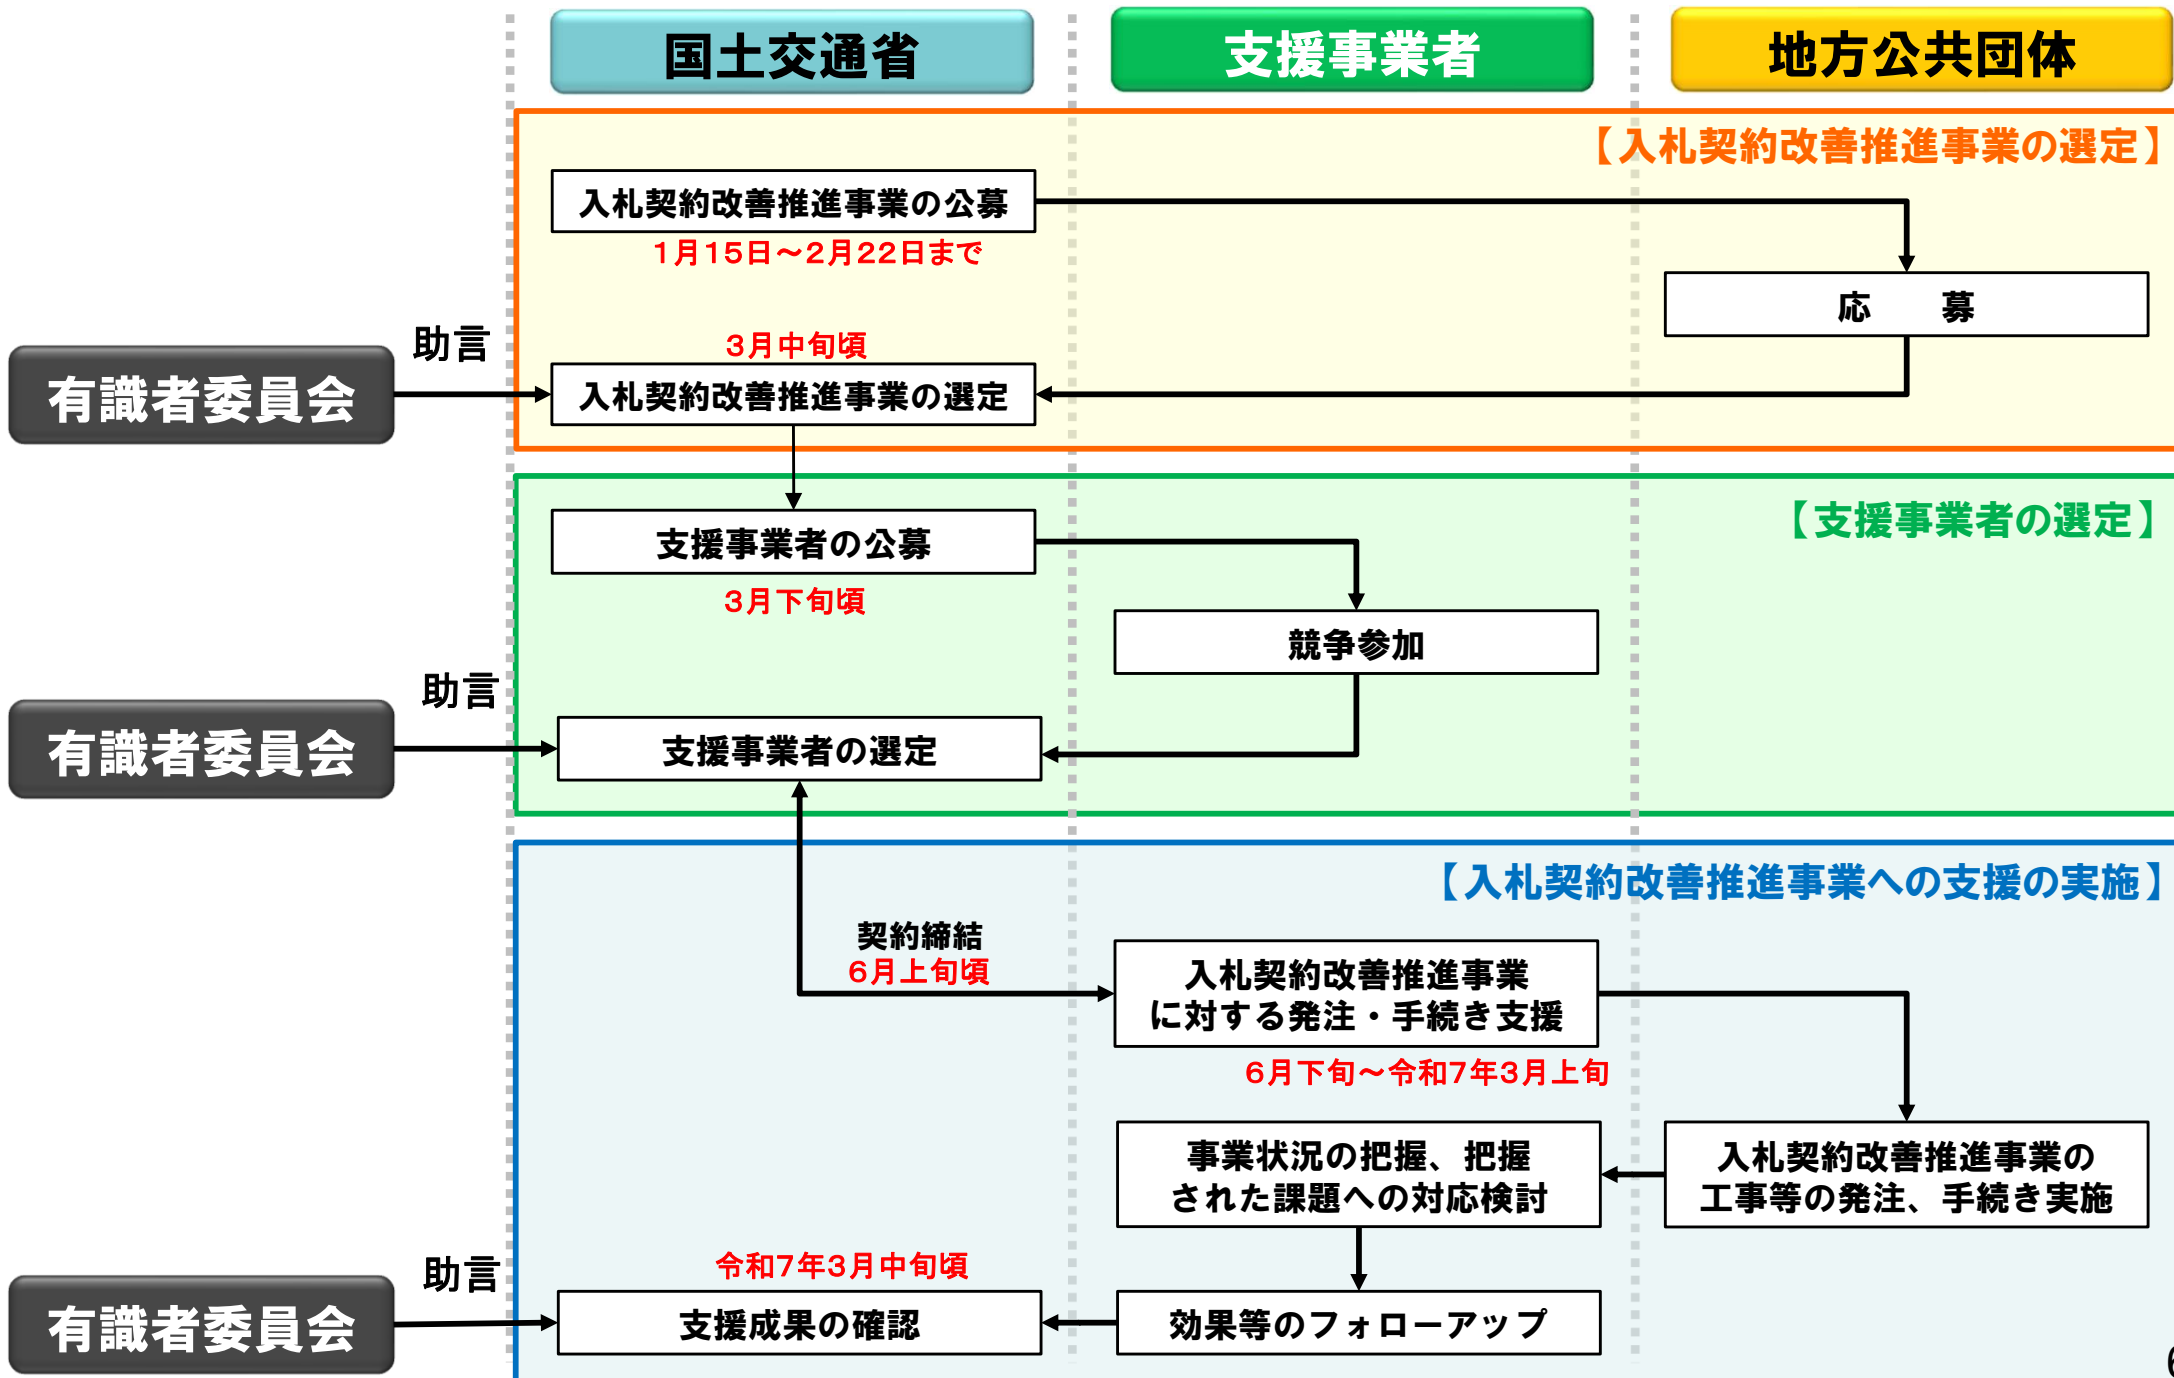 国土交通省
支援事業者
地方公共団体
【入札契約改善推進事業の選定】
入札契約改善推進事業の公募
1月15日～2月22日まで
応　　募
助言
3月中旬頃
有識者委員会
入札契約改善推進事業の選定
【支援事業者の選定】
支援事業者の公募
3月下旬頃
競争参加
助言
有識者委員会
支援事業者の選定
【入札契約改善推進事業への支援の実施】
契約締結
6月上旬頃
入札契約改善推進事業
に対する発注・手続き支援
6月下旬～令和7年3月上旬
事業状況の把握、把握
された課題への対応検討
入札契約改善推進事業の
工事等の発注、手続き実施
助言
令和7年3月中旬頃
有識者委員会
支援成果の確認
効果等のフォローアップ